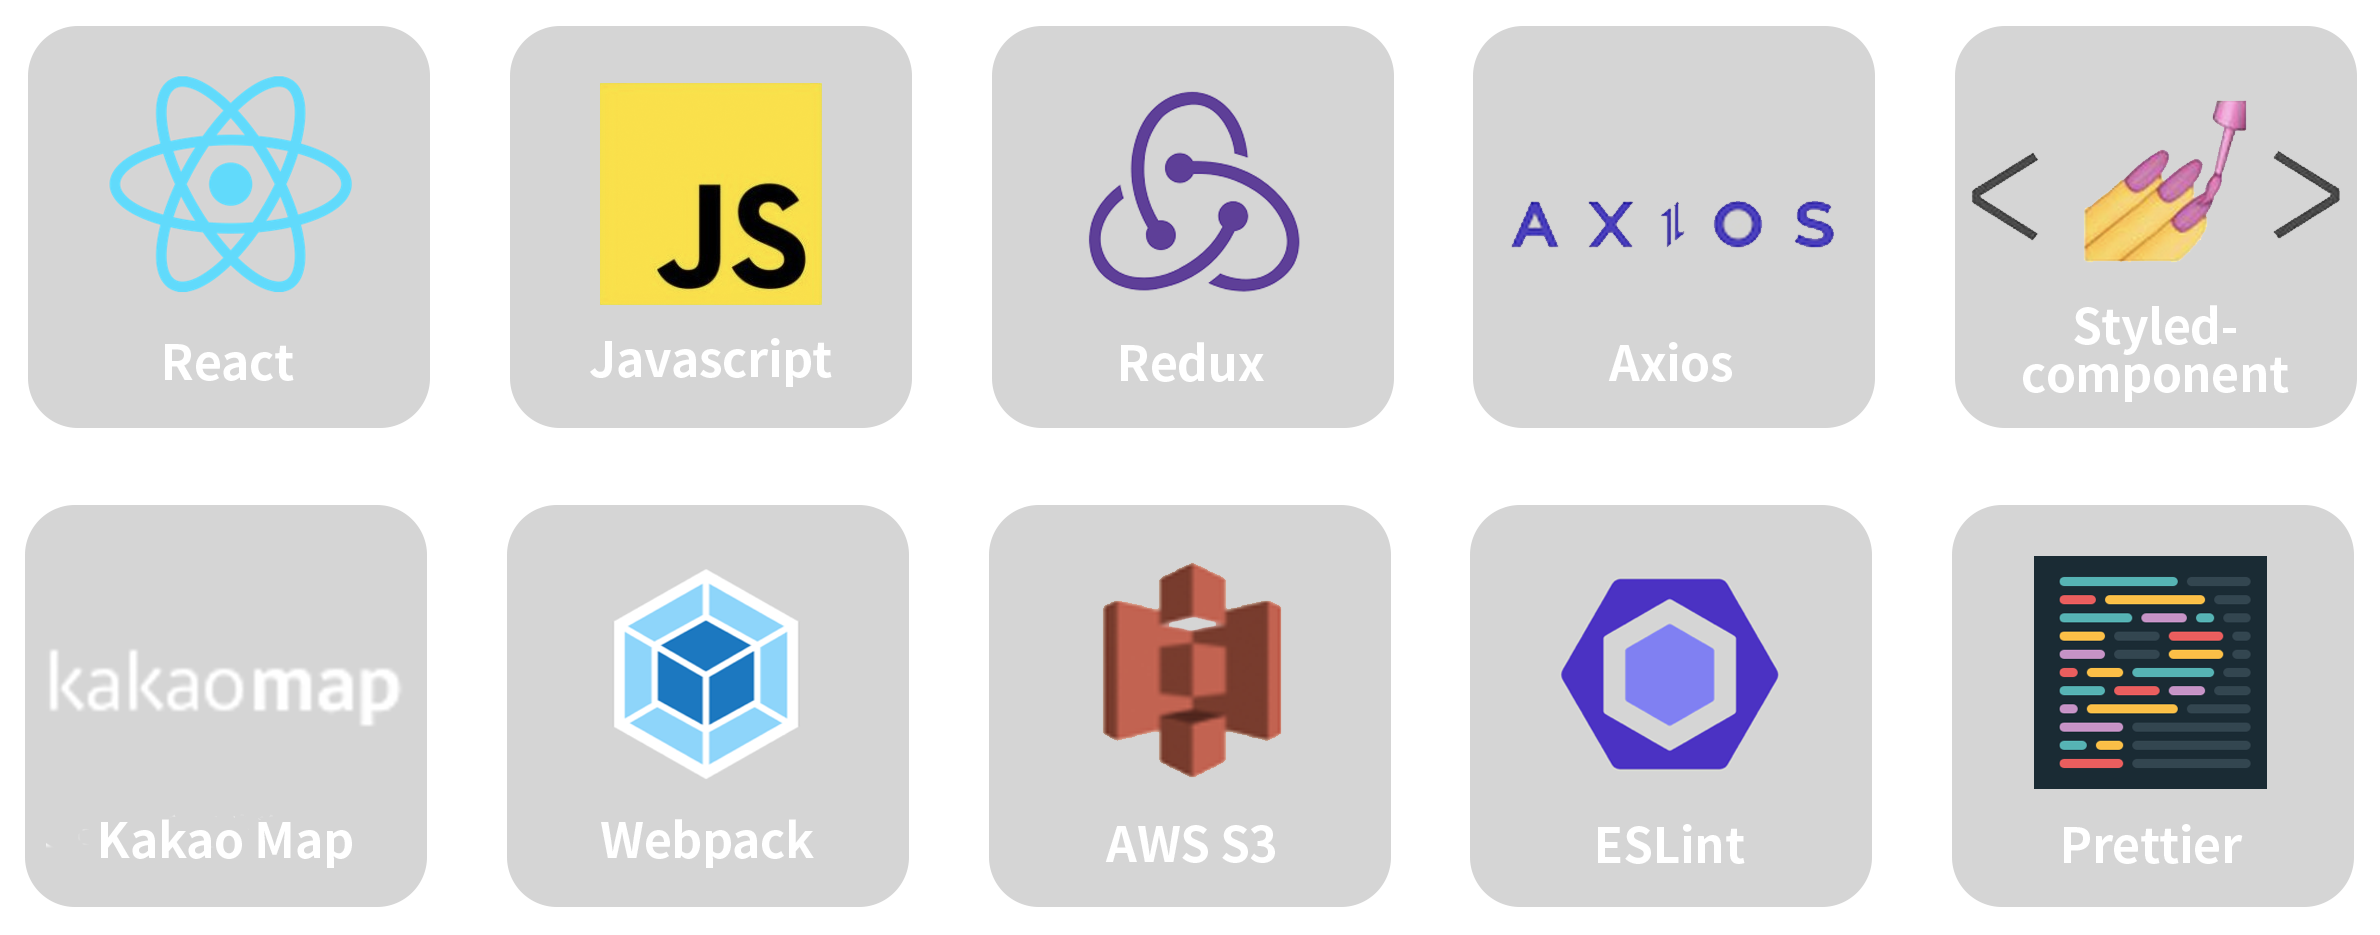 JS
AXIOS
React
Javascript
Redux
Axios
Styled-
component
kakaomap
Kakao Map
Webpack
AWS S3
ESLint
Prettier